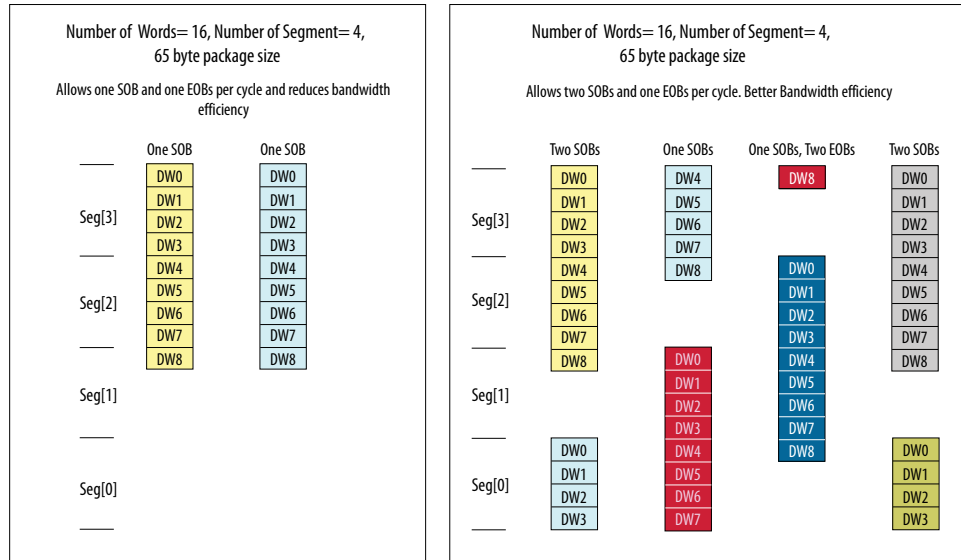 Number of Words= 16, Number of Segment= 4,
65 byte package size
Allows one SOB and one EOBs per cycle and reduces bandwidth
efficiency
One SOB
One SOB
Seg[3]
Seg[2]
Seg[1]
Seg[0]
DW0
DW1
DW2
DW3
DW4
DW5
DW6
DW7
DW8
DW0
DW1
DW2
DW3
DW4
DW5
DW6
DW7
DW8
Number of Words= 16, Number of Segment= 4,
65 byte package size
Allows two SOBs and one EOBs per cycle. Better Bandwidth efficiency
Two SOBs
One SOBs
One SOBs, Two EOBs
Two SOBs
Seg[3]
Seg[2]
Seg[1]
Seg[0]
DW0
DW1
DW2
DW3
DW4
DW5
DW6
DW7
DW8
DW0
DW1
DW2
DW3
DW4
DW5
DW6
DW7
DW8
DW0
DW1
DW2
DW3
DW4
DW5
DW6
DW7
DW8
DW0
DW1
DW2
DW3
DW4
DW5
DW6
DW7
DW8
DW0
DW1
DW2
DW3
DW4
DW5
DW6
DW7
DW8
DW0
DW1
DW2
DW3